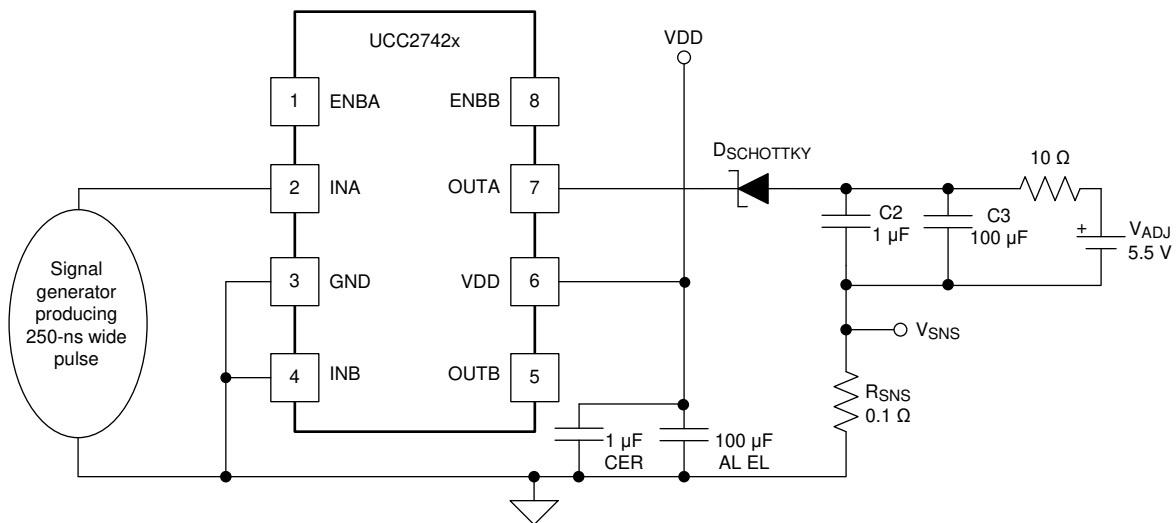 UCC2742x
VDD
1 ENBA
ENBB 8
2 INA
OUTA 7
3 GND
VDD 6
4 INB
OUTB 5
Signal
generator
producing
250-ns wide
pulse
DSCHOTTKY
C2
1 µF
C3
100 µF
10 Ω
+
VADJ
5.5 V
VSNS
RSNS
0.1 Ω
1 µF
CER
100 µF
AL EL